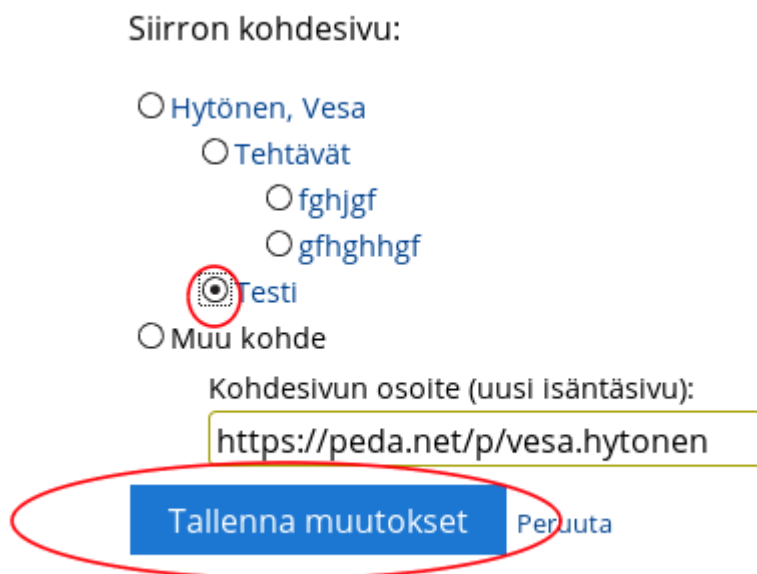 Siirron kohdesivu:
Hytönen, Vesa
Tehtävät
fghjgf
gfhghhgf
Testi
Muu kohde
Kohdesivun osoite (uusi isäntäsivu):
https://peda.net/p/vesa.hytonen
Tallenna muutokset Peruuta